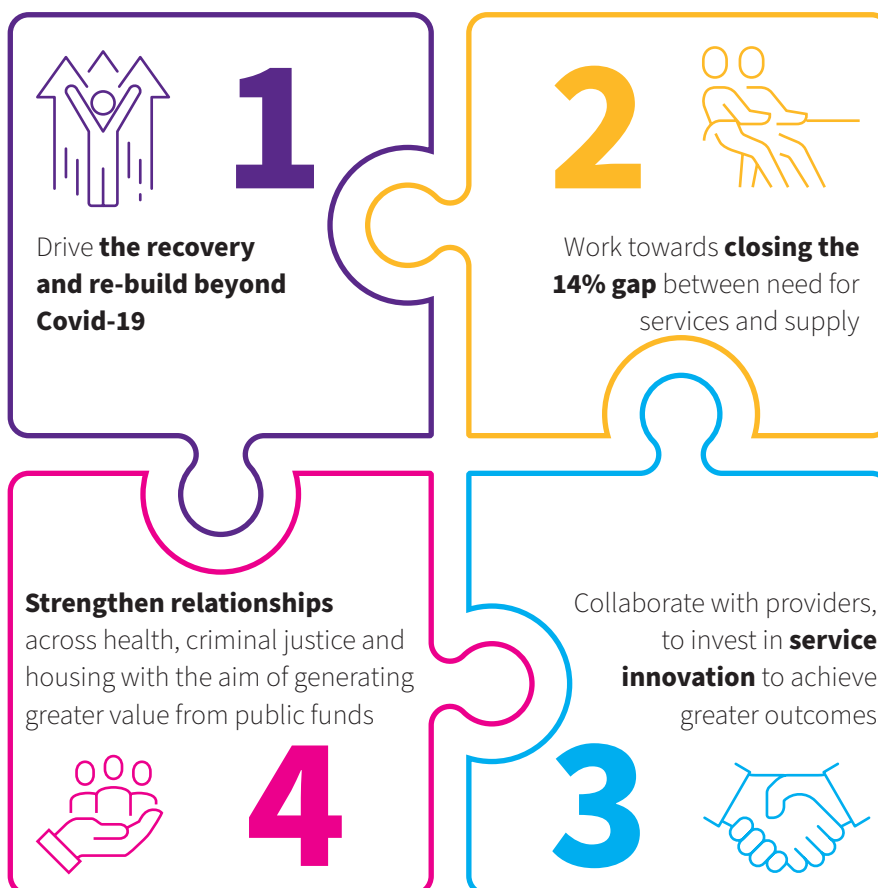 1
Drive the recovery
and re-build beyond
Covid-19
2
Work towards closing the
14% gap between need for
services and supply
Collaborate with providers,
to invest in service
innovation to achieve
greater outcomes
3
Strengthen relationships
across health, criminal justice and
housing with the aim of generating
greater value from public funds
4